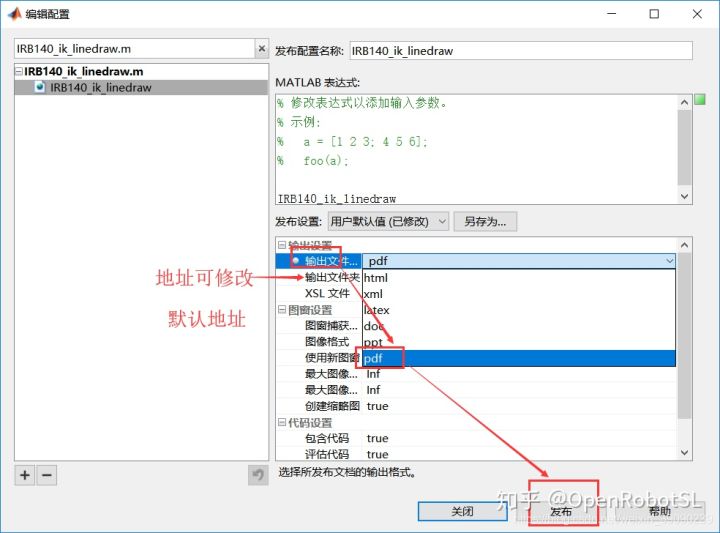 编辑配置
IRB140_ik_linedraw.m
发布配置名称: IRB140_ik_linedraw
IRB140_ik_linedraw.m
IRB140_ik_linedraw
MATLAB 表达式:
% 修改表达式以添加输入参数。
% 示例:
% a = [1 2 3; 4 5 6];
% foo(a);
IRB140_ik_linedraw
发布设置: 用户默认值 (已修改) 另存为...
输出设置
输出文件... pdf
输出文件夹 html
XSL 文件 xml
图窗设置 latex
图窗捕获... doc
图像格式 ppt
使用新图窗 pdf
最大图像... Inf
最大图像... Inf
创建缩略图 true
代码设置
包含代码 true
评估代码 true
地址可修改
默认地址
选择所发布文档的输出格式。
关闭 发布 帮助
知乎 @OpenRobotSL